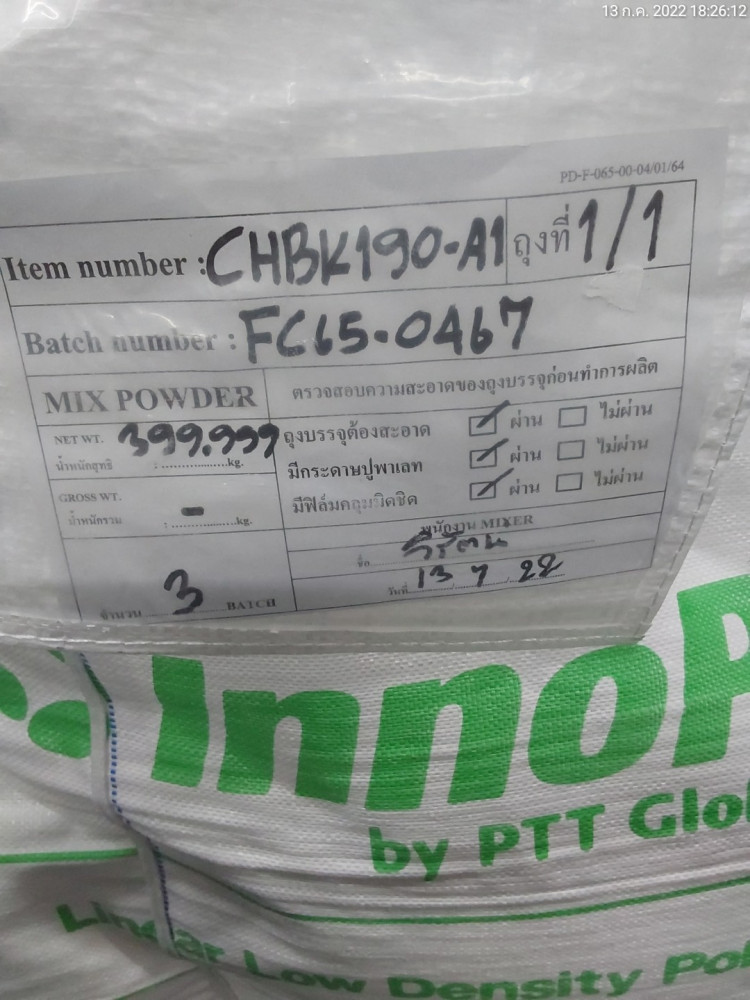 13 ก.ค. 2022 18:26:12
PD-F-065-00-04/01/64
Item number : CHBK190-A1 ถุงที่ 1/1
Batch number : FC65-0467
MIX POWDER ตรวจสอบความสะอาดของถุงบรรจุก่อนทำการผลิต
NET WT. 399.999 ถุงบรรจุต้องสะอาด ผ่าน ไม่ผ่าน
น้ำหนักสุทธิ : ............kg. มีกระดาษปูพาเลท ผ่าน ไม่ผ่าน
GROSS WT. มีฟิล์มคลุมมิดชิด ผ่าน ไม่ผ่าน
น้ำหนักรวม : - ............kg. พนักงาน MIXER
ชื่อ
จำนวน 3 BATCH วันที่ 13/7/22
InnoP
by PTT Glo
Linear Low Density Po